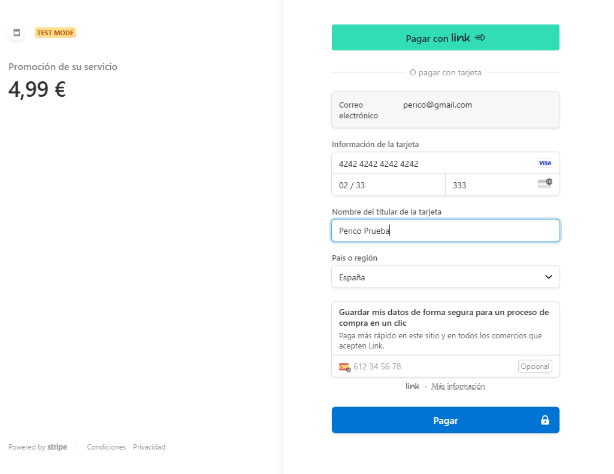 TEST MODE
Promoción de su servicio
4,99 €
Powered by stripe
Condiciones Privacidad
Pagar con link
O pagar con tarjeta
Correo electrónico perico@gmail.com
Información de la tarjeta
4242 4242 4242 4242 VISA
02 / 33 333
Nombre del titular de la tarjeta
Perico Prueba
País o región
España
Guardar mis datos de forma segura para un proceso de
compra en un clic
Paga más rápido en este sitio y en todos los comercios que
acepten Link.
612 34 56 78 Opcional
link · Más información
Pagar